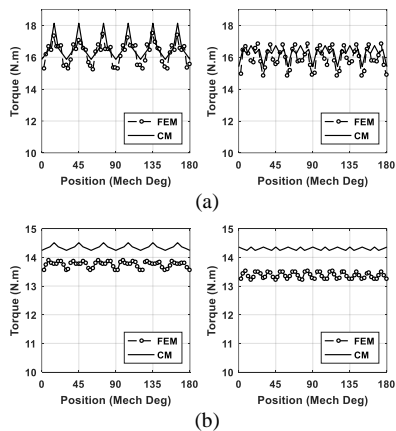 Torque (N.m)
18
16
14
12
10
0 45 90 135 180
Position (Mech Deg)
FEM
CM
18
16
14
12
10
0 45 90 135 180
Position (Mech Deg)
FEM
CM
(a)
Torque (N.m)
15
14
13
12
11
10
0 45 90 135 180
Position (Mech Deg)
FEM
CM
Torque (N.m)
15
14
13
12
11
10
0 45 90 135 180
Position (Mech Deg)
FEM
CM
(b)